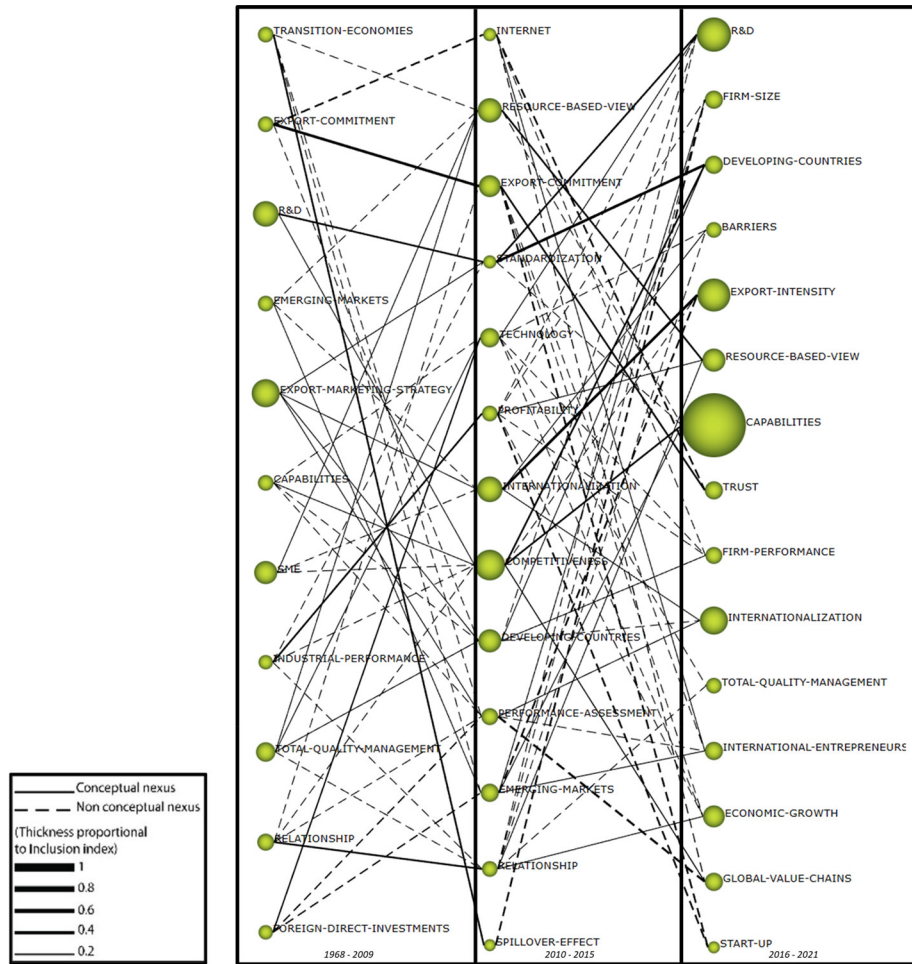 TRANSITION-ECONOMIES
EXPORT-COMMITMENT
R&D
EMERGING-MARKETS
EXPORT-MARKETING-STRATEGY
CAPABILITIES
SME
INDUSTRIAL-PERFORMANCE
TOTAL-QUALITY-MANAGEMENT
RELATIONSHIP
FOREIGN-DIRECT-INVESTMENTS
1968 - 2009
INTERNET
RESOURCE-BASED-VIEW
EXPORT-COMMITMENT
STANDARDIZATION
TECHNOLOGY
PROFITABILITY
INTERNATIONALIZATION
COMPETITIVENESS
DEVELOPING-COUNTRIES
PERFORMANCE-ASSESSMENT
EMERGING-MARKETS
RELATIONSHIP
SPILLOVER-EFFECT
2010 - 2015
R&D
FIRM-SIZE
DEVELOPING-COUNTRIES
BARRIERS
EXPORT-INTENSITY
RESOURCE-BASED-VIEW
CAPABILITIES
TRUST
FIRM-PERFORMANCE
INTERNATIONALIZATION
TOTAL-QUALITY-MANAGEMENT
INTERNATIONAL-ENTREPRENEURS
ECONOMIC-GROWTH
GLOBAL-VALUE-CHAINS
START-UP
2016 - 2021
Conceptual nexus
Non conceptual nexus
(Thickness proportional
to Inclusion index)
1
0.8
0.6
0.4
0.2